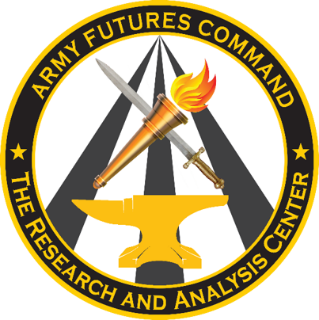 ARMY FUTURES COMMAND
THE RESEARCH AND ANALYSIS CENTER